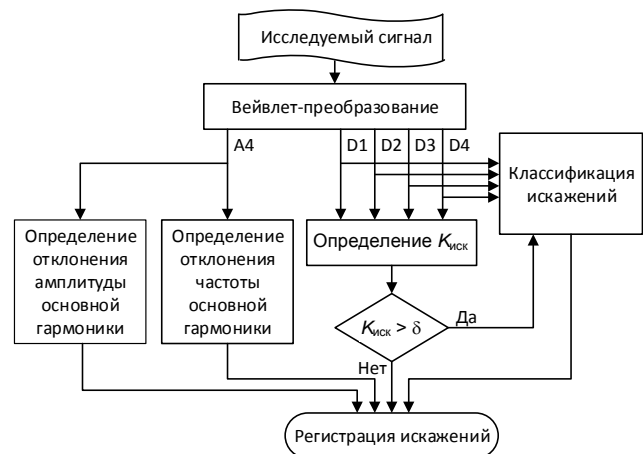 Исследуемый сигнал
Вейвлет-преобразование
A4
D1
D2
D3
D4
Классификация
искажений
Определение
отклонения
амплитуды
основной
гармоники
Определение
отклонения
частоты
основной
гармоники
Определение Kиск
Kиск > δ
Да
Нет
Регистрация искажений